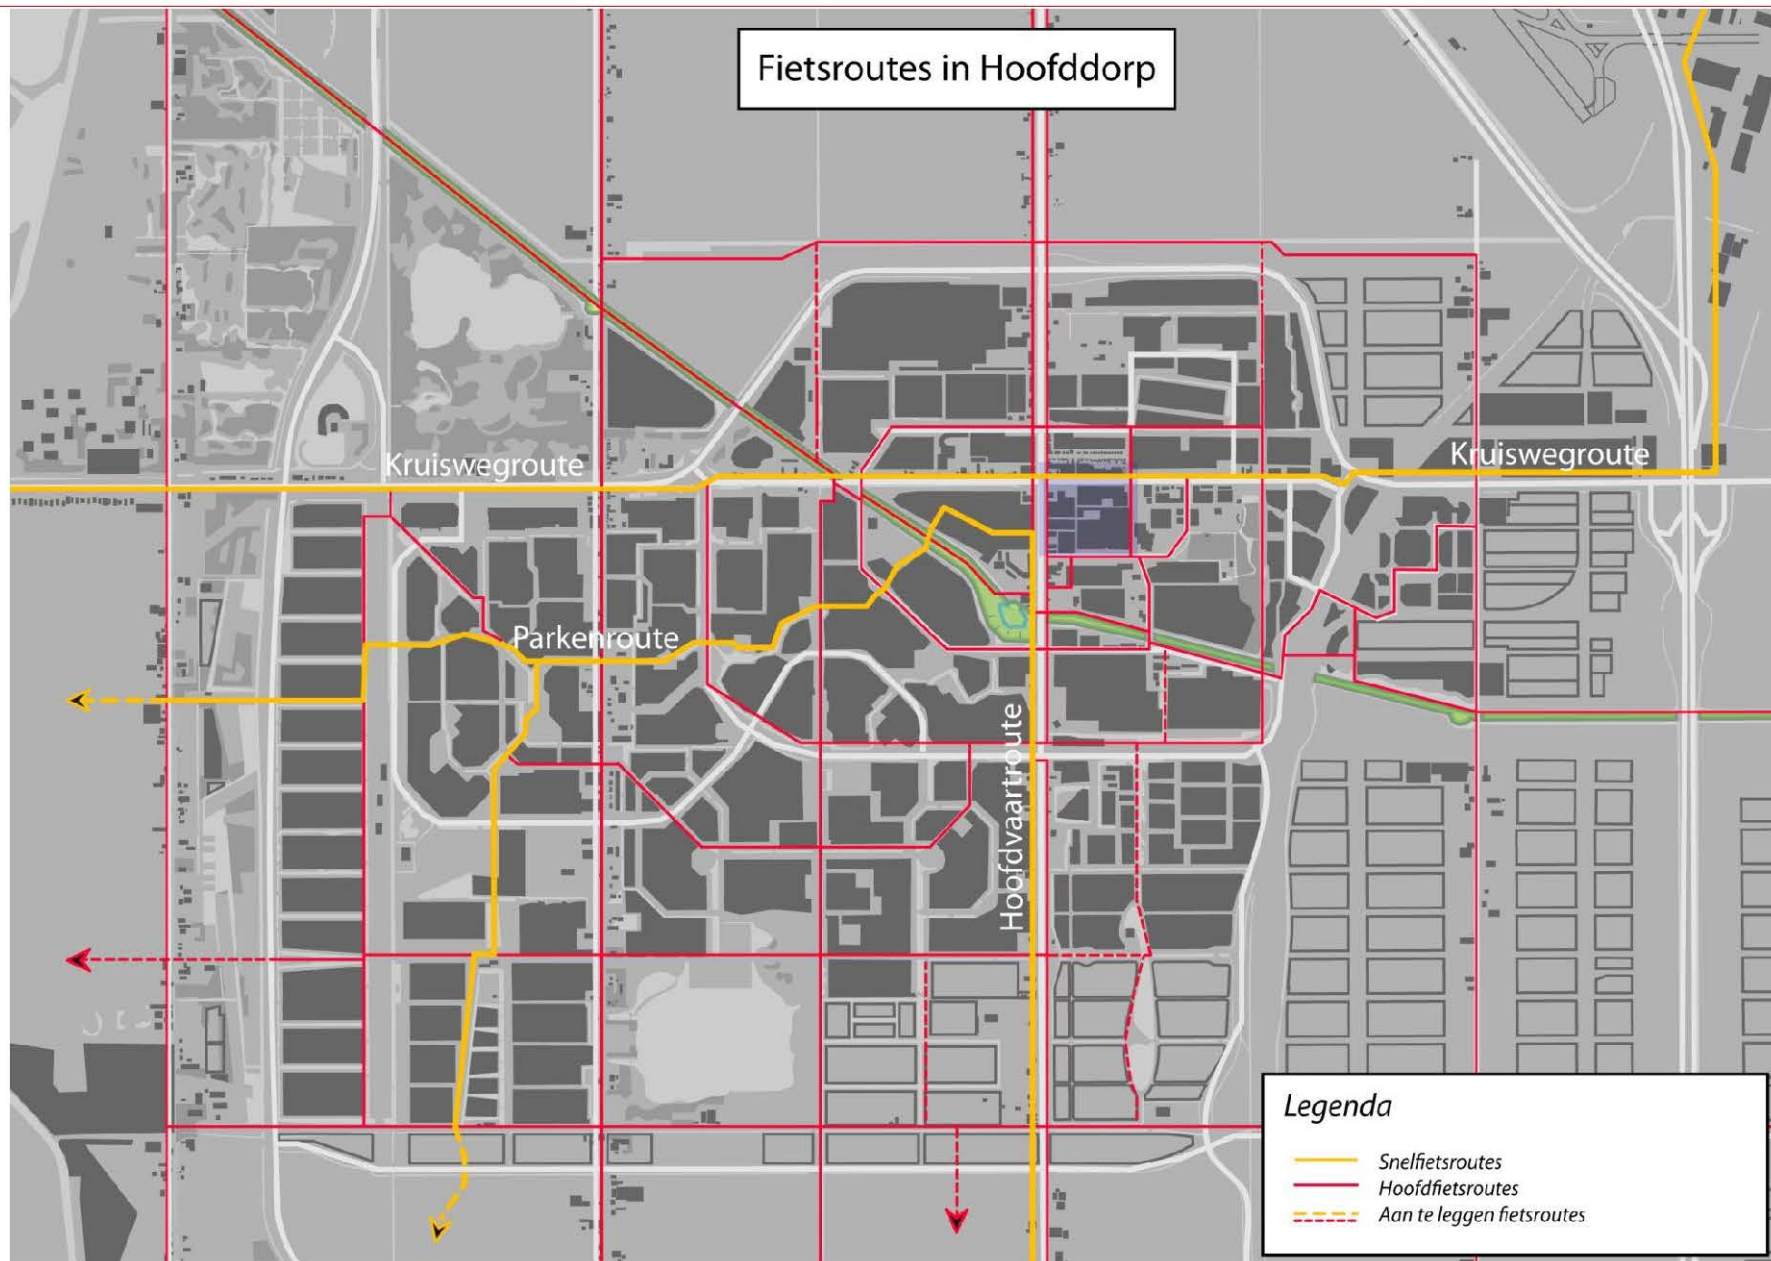 Fietsroutes in Hoofddorp
Kruiswegroute
Kruiswegroute
Parkenroute
Hoofdvaartroute
Legenda
Snelfietsroutes
Hoofdfietsroutes
Aan te leggen fietsroutes